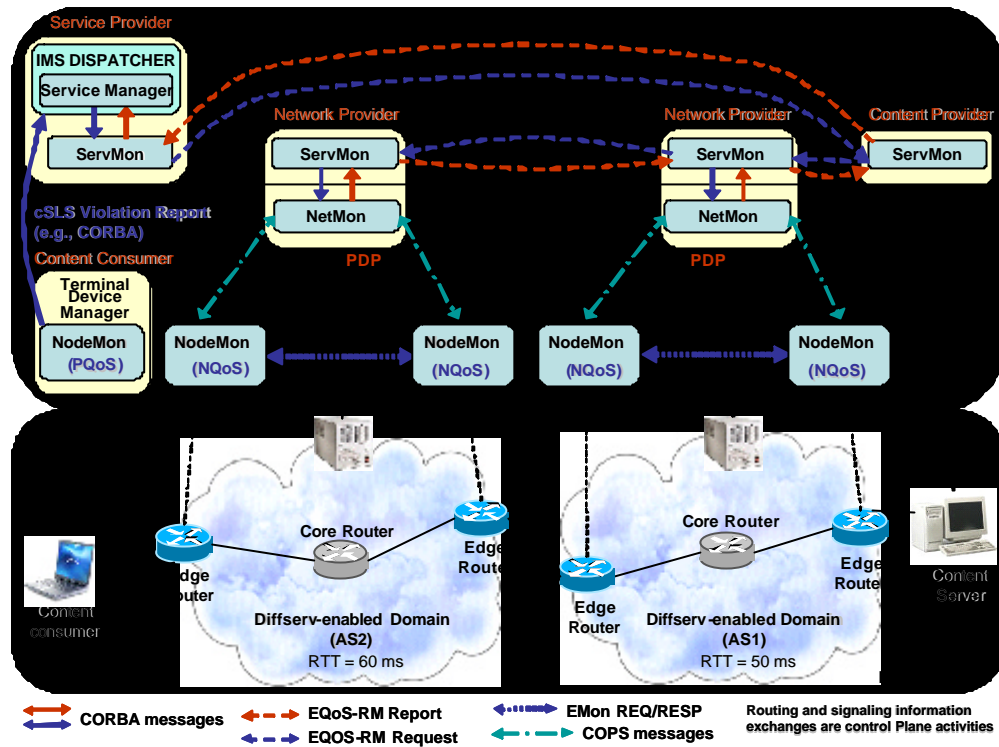 Service Provider
IMS DISPATCHER
Service Manager
ServMon
Network Provider
ServMon
NetMon
PDP
Network Provider
ServMon
NetMon
PDP
Content Provider
ServMon
cSLS Violation Report
(e.g., CORBA)
Content Consumer
Terminal
Device
Manager
NodeMon
(PQoS)
NodeMon
(NQoS)
NodeMon
(NQoS)
NodeMon
(NQoS)
NodeMon
(NQoS)
Core Router
Edge
Router
Edge
Router
Diffserv-enabled Domain
(AS2)
RTT = 60 ms
Core Router
Edge
Router
Edge
Router
Diffserv-enabled Domain
(AS1)
RTT = 50 ms
Content
consumer
Content
Server
CORBA messages
EQoS-RM Report
EQOS-RM Request
EMon REQ/RESP
COPS messages
Routing and signaling information
exchanges are control Plane activities